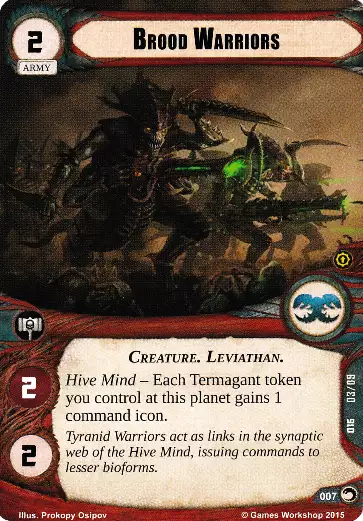 2
BROOD WARRIORS
ARMY
CREATURE. LEVIATHAN.
2
Hive Mind – Each Termagant token
you control at this planet gains 1
command icon.
2
Tyranid Warriors act as links in the synaptic
web of the Hive Mind, issuing commands to
lesser bioforms.
016 03/09
007
Illus. Prokopy Osipov
© Games Workshop 2015